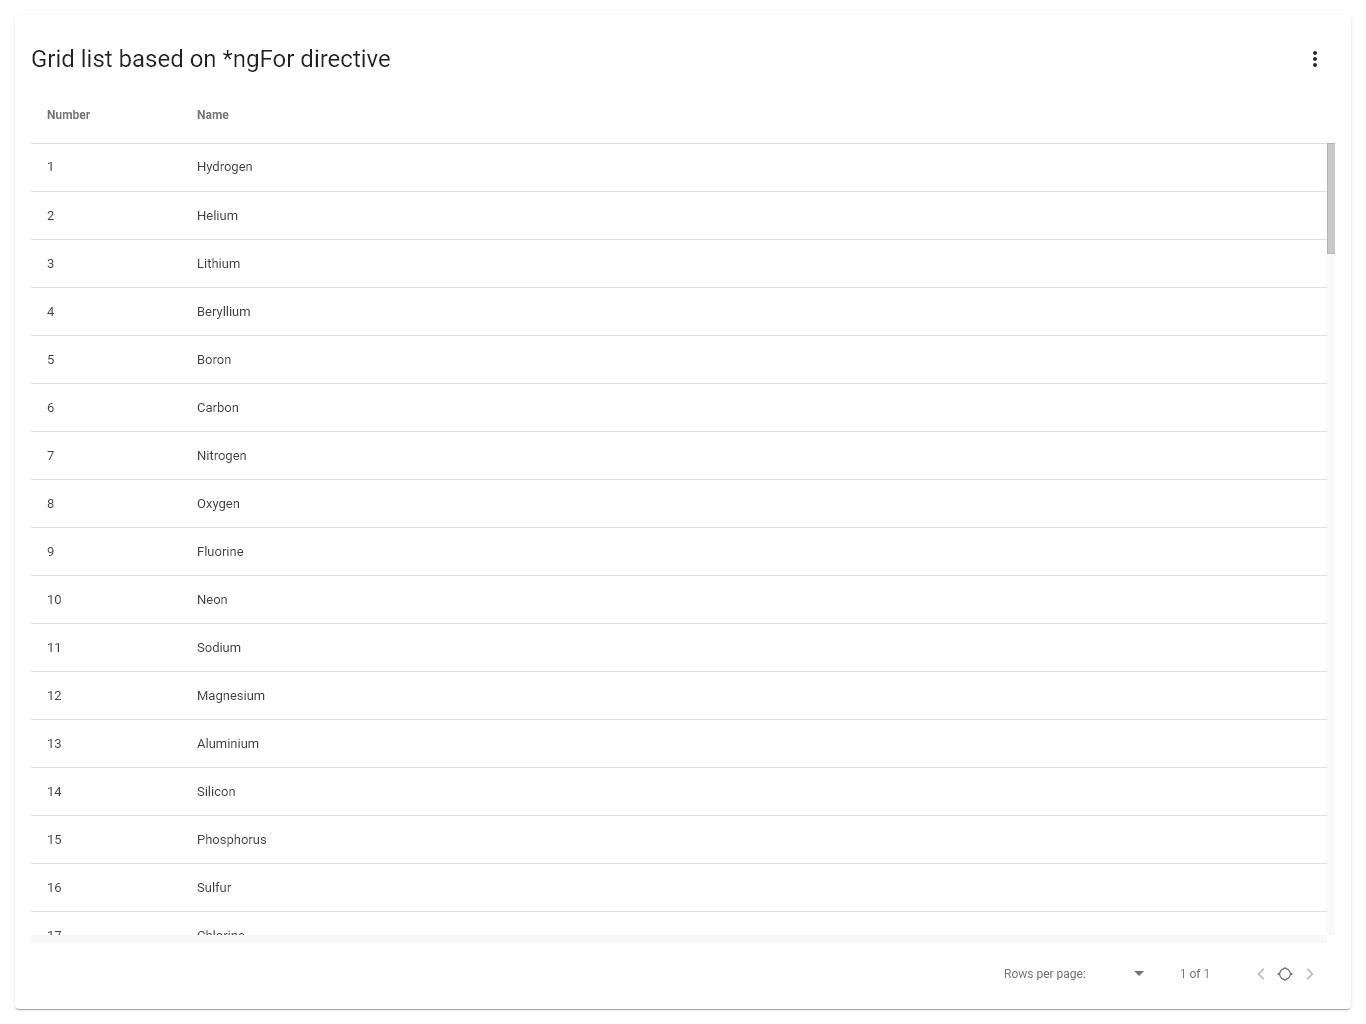 Grid list based on *ngFor directive
Number Name
1 Hydrogen
2 Helium
3 Lithium
4 Beryllium
5 Boron
6 Carbon
7 Nitrogen
8 Oxygen
9 Fluorine
10 Neon
11 Sodium
12 Magnesium
13 Aluminium
14 Silicon
15 Phosphorus
16 Sulfur
17 Chlorine
Rows per page: 1 of 1